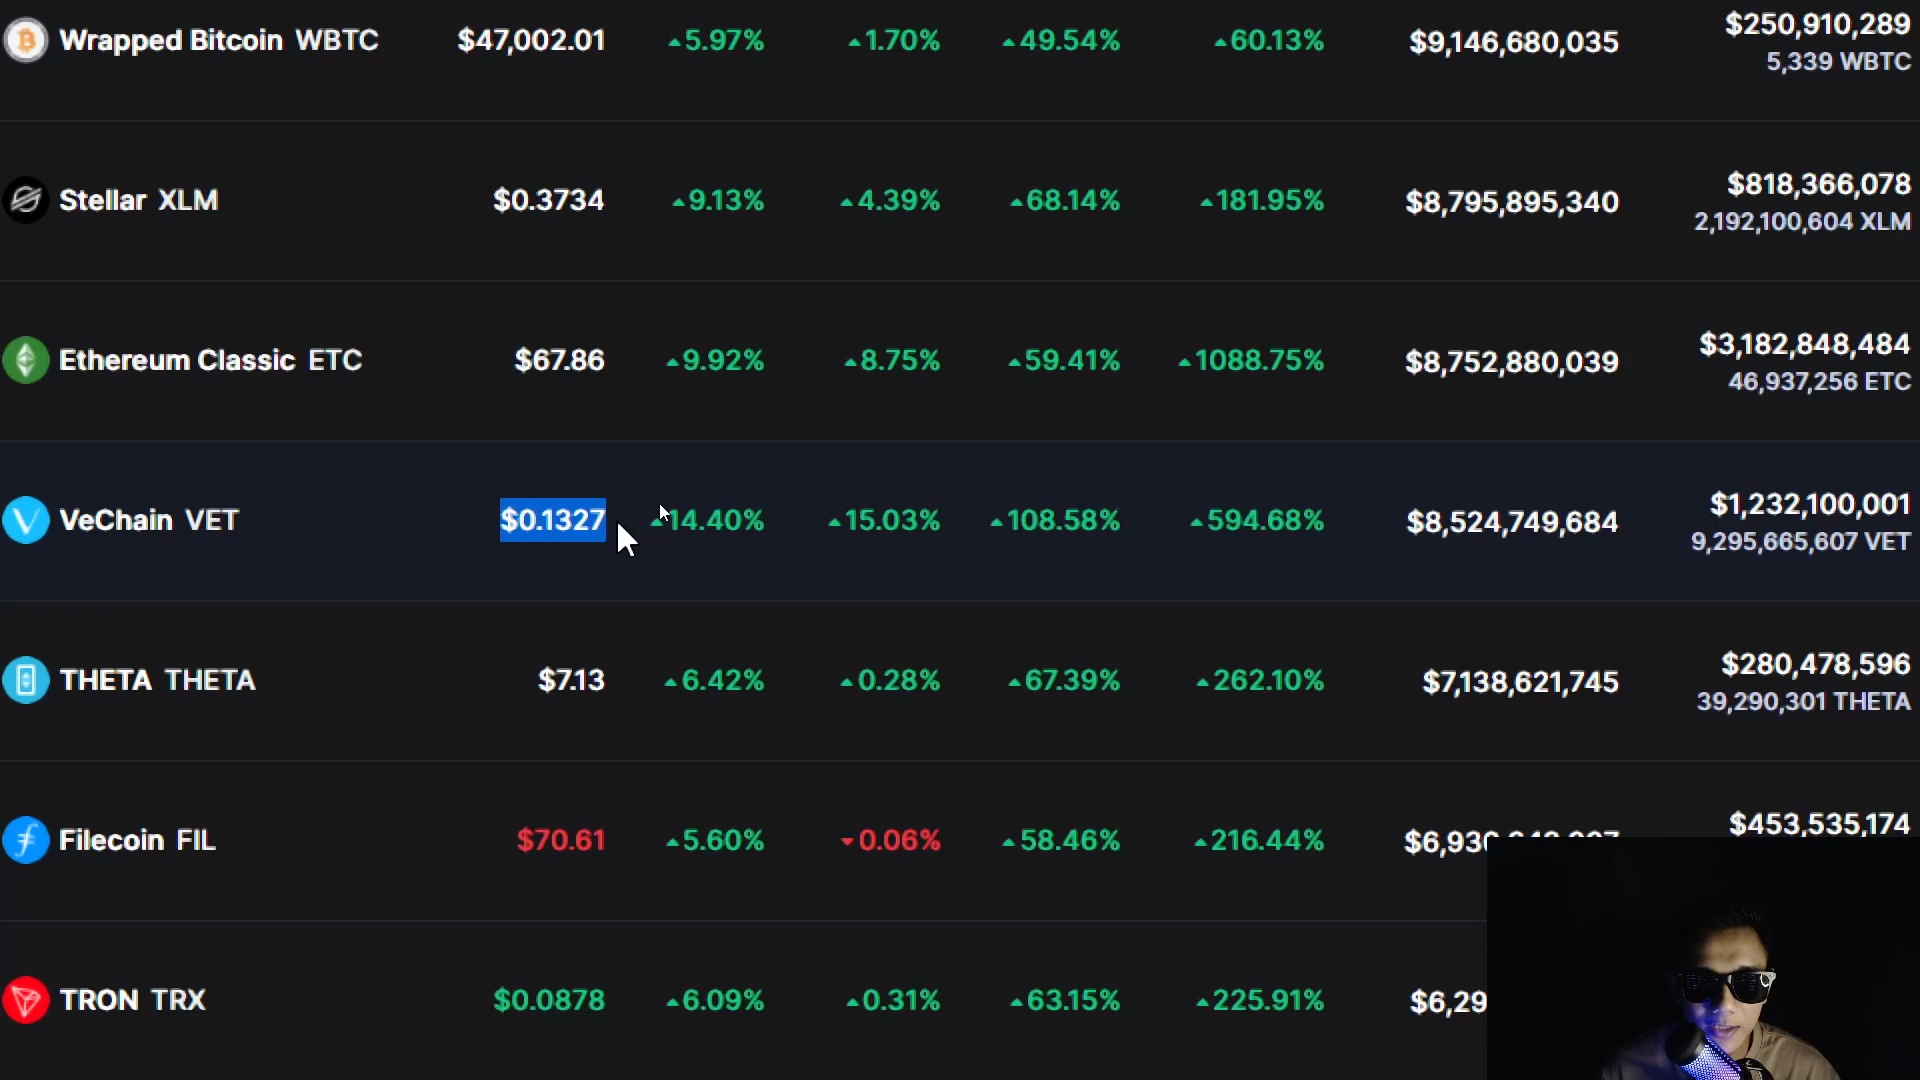 Wrapped Bitcoin WBTC $47,002.01 5.97% 1.70% 49.54% 60.13% $9,146,680,035 $250,910,289
5,339 WBTC
Stellar XLM $0.3734 9.13% 4.39% 68.14% 181.95% $8,795,895,340 $818,366,078
2,192,100,604 XLM
Ethereum Classic ETC $67.86 9.92% 8.75% 59.41% 1088.75% $8,752,880,039 $3,182,848,484
46,937,256 ETC
VeChain VET $0.1327 14.40% 15.03% 108.58% 594.68% $8,524,749,684 $1,232,100,001
9,295,665,607 VET
THETA THETA $7.13 6.42% 0.28% 67.39% 262.10% $7,138,621,745 $280,478,596
39,290,301 THETA
Filecoin FIL $70.61 5.60% 0.06% 58.46% 216.44% $453,535,174
TRON TRX $0.0878 6.09% 0.31% 63.15% 225.91% $6,29